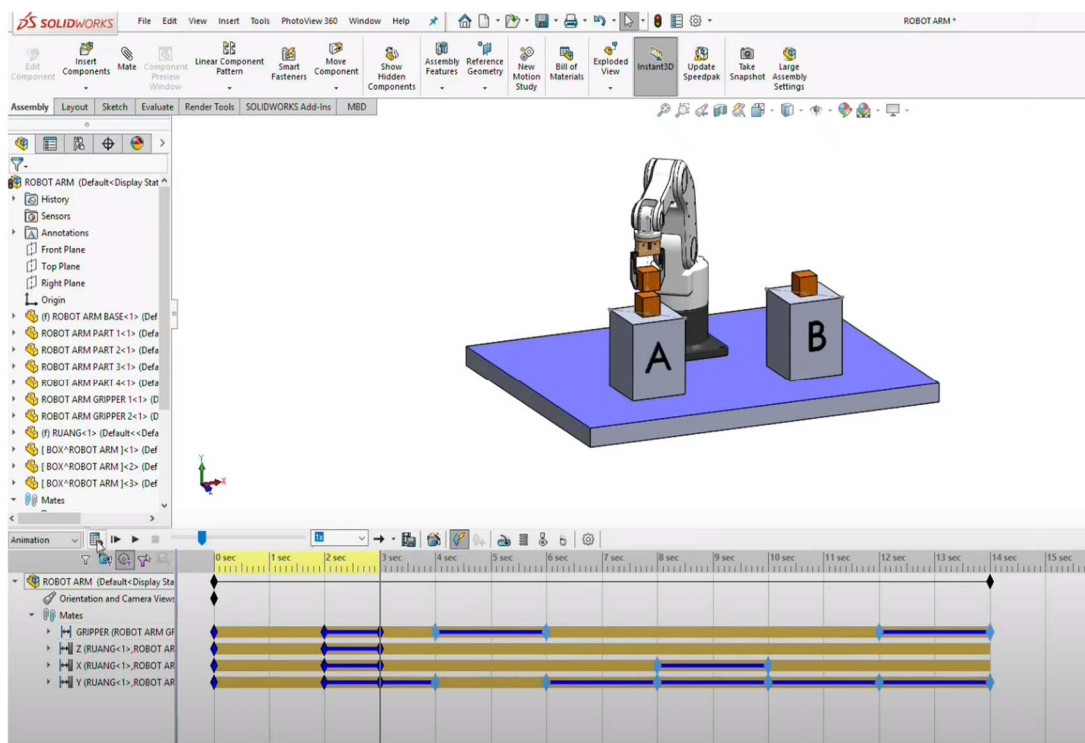 SOLIDWORKS File Edit View Insert Tools PhotoView 360 Window Help ROBOT ARM *
Edit Component
Insert Components
Mate
Component Preview Window
Linear Component Pattern
Smart Fasteners
Move Component
Show Hidden Components
Assembly Features
Reference Geometry
New Motion Study
Bill of Materials
Exploded View
Instant3D
Update Speedpak
Take Snapshot
Large Assembly Settings
Assembly Layout Sketch Evaluate Render Tools SOLIDWORKS Add-Ins MBD
ROBOT ARM (Default<Display Stat
History
Sensors
Annotations
Front Plane
Top Plane
Right Plane
Origin
(f) ROBOT ARM BASE<1> (Def
ROBOT ARM PART 1<1> (Defa
ROBOT ARM PART 2<1> (Defa
ROBOT ARM PART 3<1> (Defa
ROBOT ARM PART 4<1> (Defa
ROBOT ARM GRIPPER 1<1> (D
ROBOT ARM GRIPPER 2<1> (D
(f) RUANG<1> (Default<<Defa
[ BOX^ROBOT ARM ]<1> (Def
[ BOX^ROBOT ARM ]<2> (Def
[ BOX^ROBOT ARM ]<3> (Def
Mates
A
B
Y
X
Animation 1x
0 sec 1 sec 2 sec 3 sec 4 sec 5 sec 6 sec 7 sec 8 sec 9 sec 10 sec 11 sec 12 sec 13 sec 14 sec 15 sec
ROBOT ARM (Default<Display Sta
Orientation and Camera Views
Mates
GRIPPER (ROBOT ARM GF
Z (RUANG<1>,ROBOT AR
X (RUANG<1>,ROBOT AR
Y (RUANG<1>,ROBOT AR